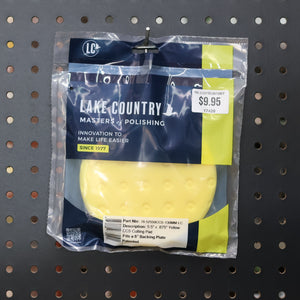 LC
$9.95
LAKE COUNTRY
MASTERS of POLISHING
INNOVATION TO
MAKE LIFE EASIER
SINCE 1977
Description: 5.5" x .875" Yellow
CCS Cutting Pad
Fits a 5" Backing Plate